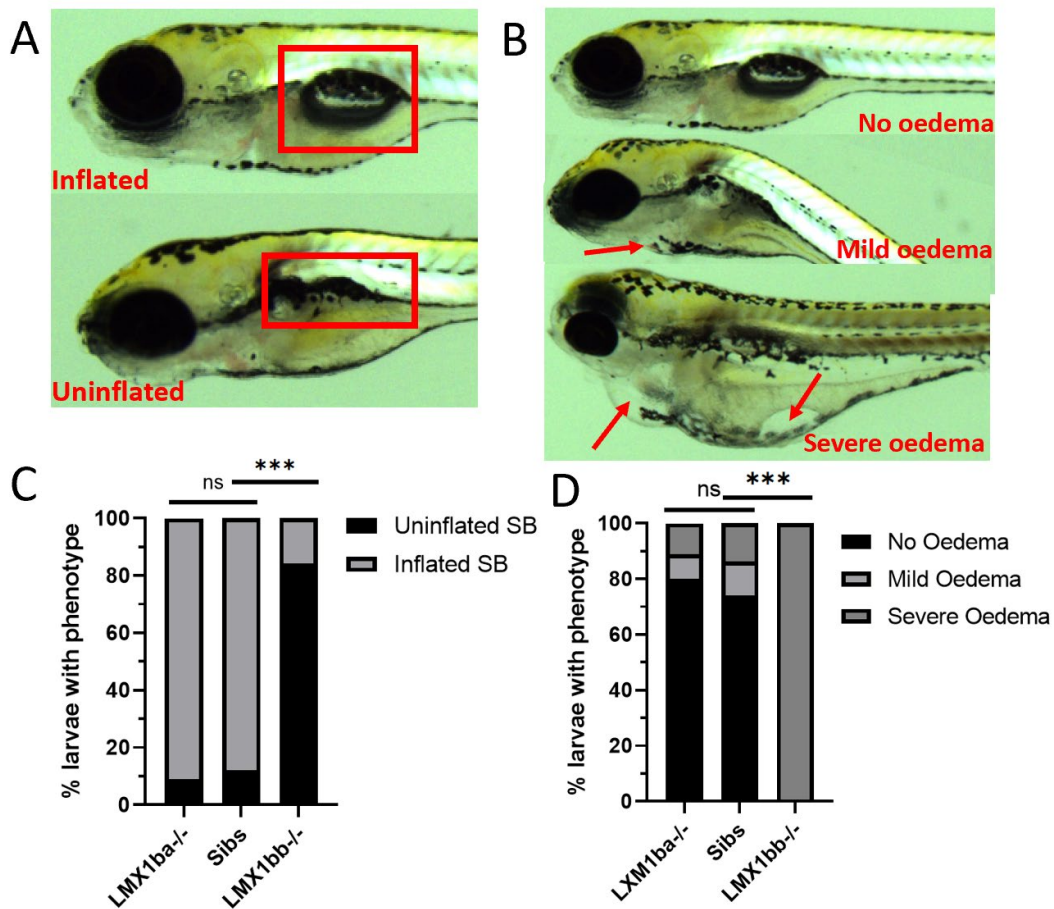 A
Inflated
Uninflated
B
No oedema
Mild oedema
Severe oedema
C
ns
***
% larvae with phenotype
100
80
60
40
20
0
LMX1ba-/-
Sibs
LMX1bb-/-
Uninflated SB
Inflated SB
D
ns
***
% larvae with phenotype
100
80
60
40
20
0
LXM1ba-/-
Sibs
LMX1bb-/-
No Oedema
Mild Oedema
Severe Oedema